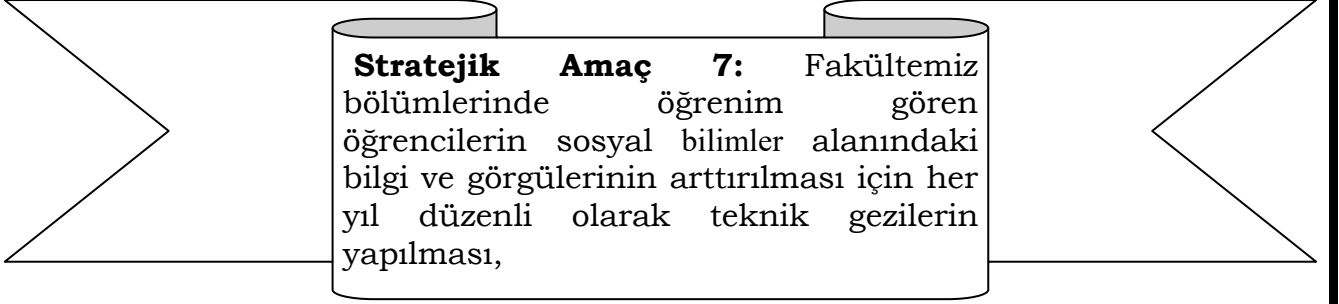 Stratejik Amaç 7: Fakültemiz
bölümlerinde öğrenim gören
öğrencilerin sosyal bilimler alanındaki
bilgi ve görgülerinin arttırılması için her
yıl düzenli olarak teknik gezilerin
yapılması,